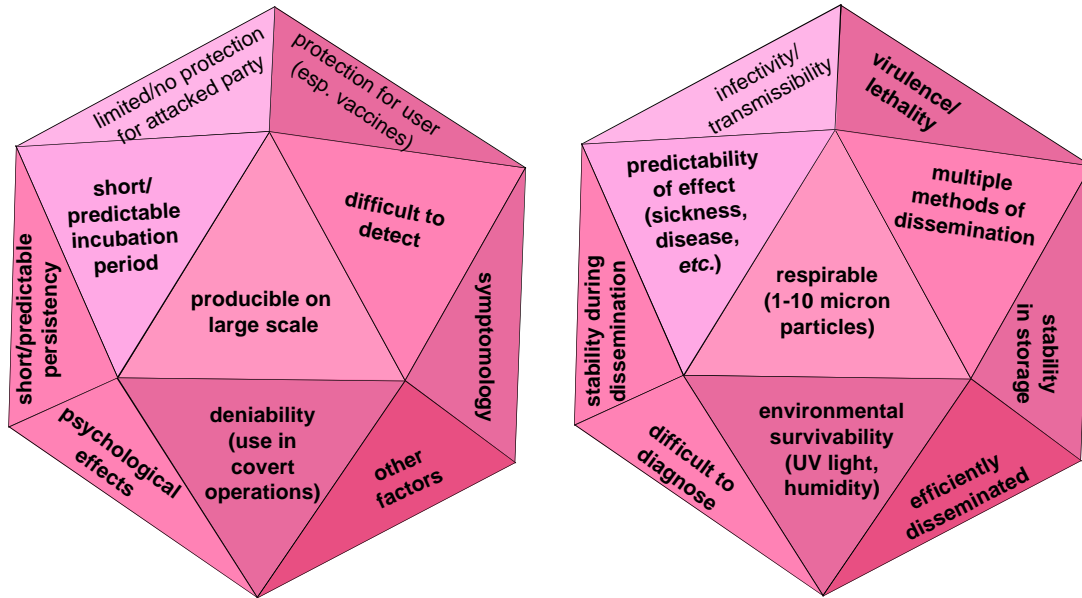 limited/no protection
for attacked party
protection for user
(esp. vaccines)
short/
predictable
incubation
period
difficult to
detect
short/predictable
persistency
producible on
large scale
symptomology
psychological
effects
deniability
(use in
covert
operations)
other
factors
infectivity/
transmissibility
virulence/
lethality
predictability
of effect
(sickness,
disease,
etc.)
multiple
methods of
dissemination
stability during
dissemination
respirable
(1-10 micron
particles)
stability
in storage
difficult to
diagnose
environmental
survivability
(UV light,
humidity)
efficiently
disseminated